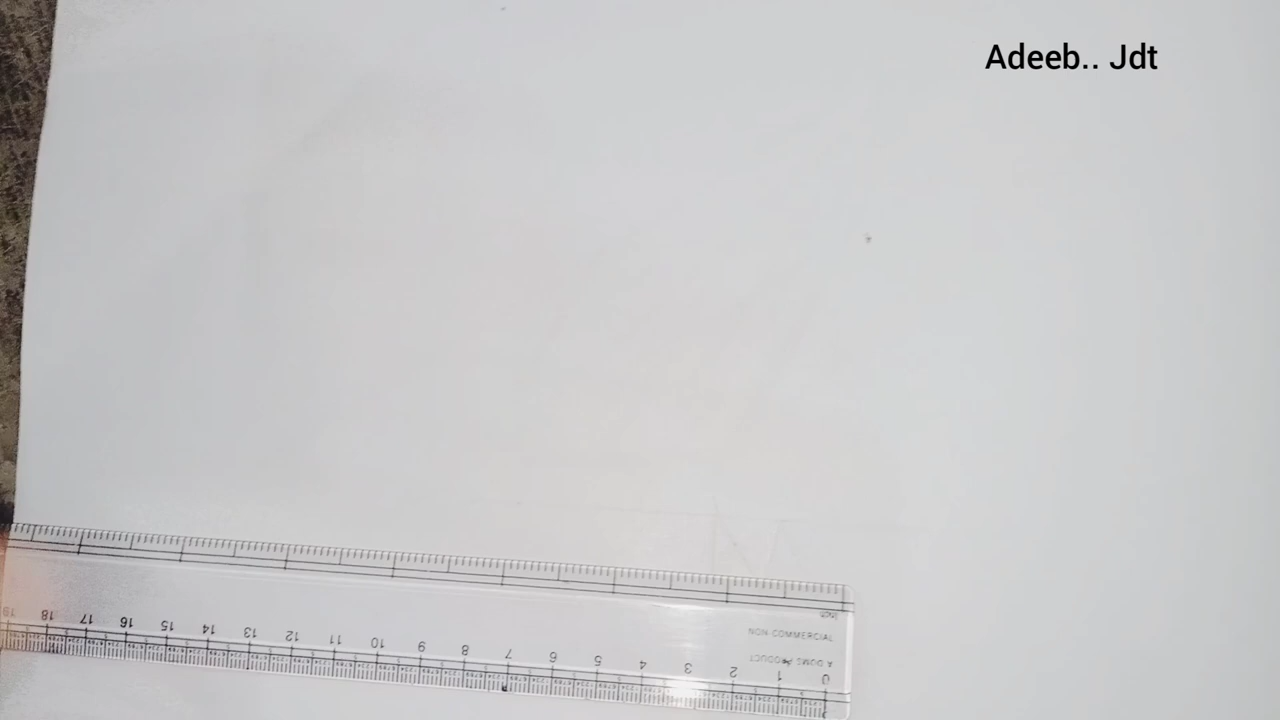 Adeeb.. Jdt
Inch
NON-COMMERCIAL
A DOMS PRODUCT
19 18 17 16 15 14 13 12 11 10 9 8 7 6 5 4 3 2 1 0